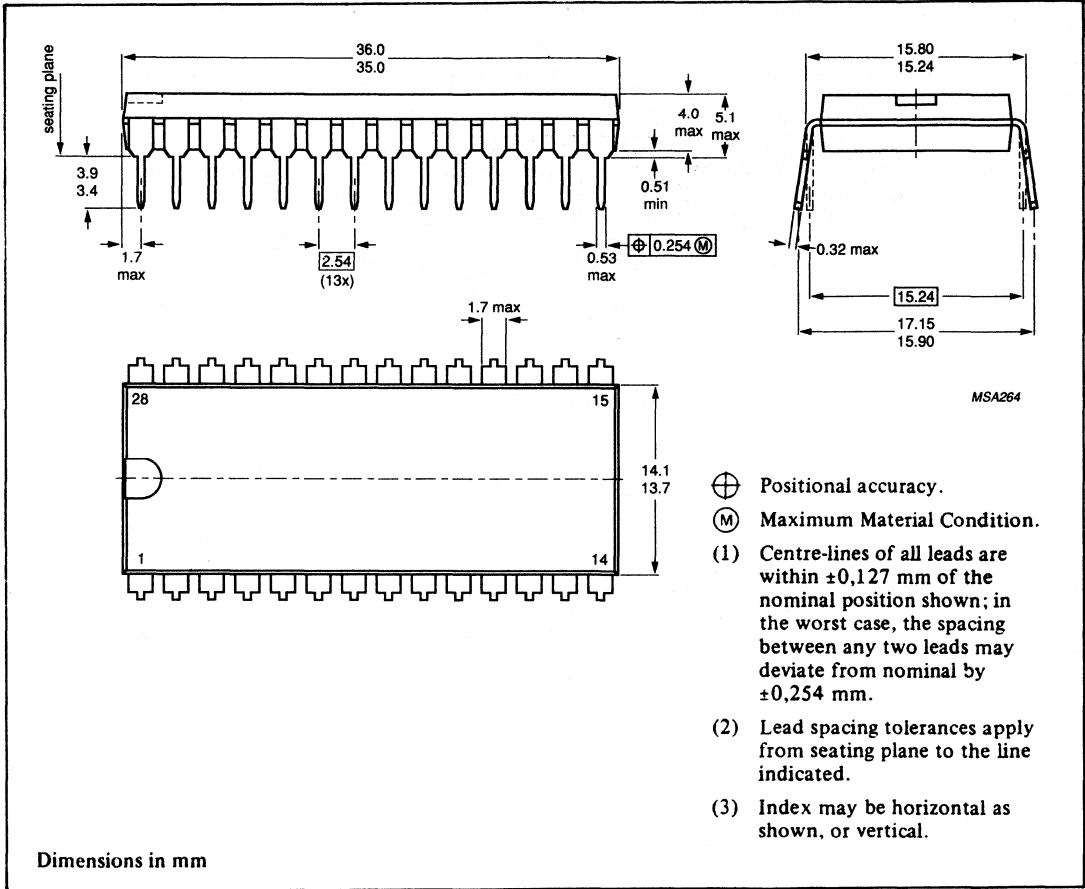 seating plane
36.0
35.0
15.80
15.24
4.0
max
5.1
max
3.9
3.4
0.51
min
1.7
max
2.54
(13x)
0.53
max
⌖ 0.254 Ⓜ
0.32 max
15.24
17.15
15.90
1.7 max
28
15
1
14
14.1
13.7
MSA264
Positional accuracy.
Ⓜ Maximum Material Condition.
(1) Centre-lines of all leads are
within ±0,127 mm of the
nominal position shown; in
the worst case, the spacing
between any two leads may
deviate from nominal by
±0,254 mm.
(2) Lead spacing tolerances apply
from seating plane to the line
indicated.
(3) Index may be horizontal as
shown, or vertical.
Dimensions in mm